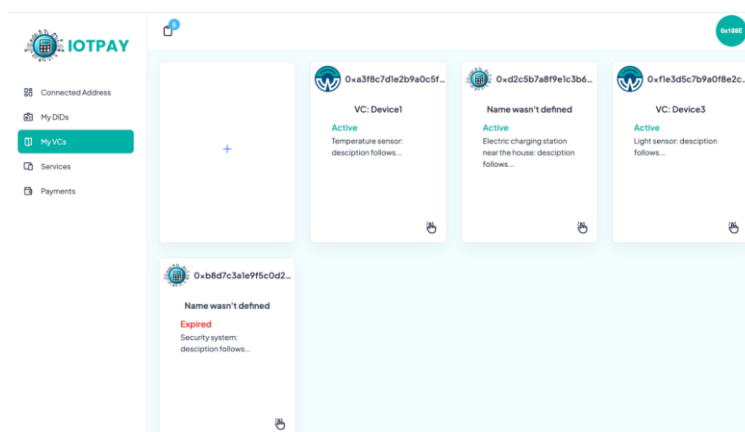 IOTPAY
0x188E
Connected Address
My DIDs
My VCs
Services
Payments
+
0xa3f8c7d1e2b9a0c5f...
VC: Device1
Active
Temperature sensor:
desciption follows...
0xd2c5b7a8f9e1c3b6...
Name wasn't defined
Active
Electric charging station
near the house: desciption
follows...
0xf1e3d5c7b9a0f8e2c...
VC: Device3
Active
Light sensor: desciption
follows...
0xb8d7c3a1e9f5c0d2...
Name wasn't defined
Expired
Security system:
desciption follows...